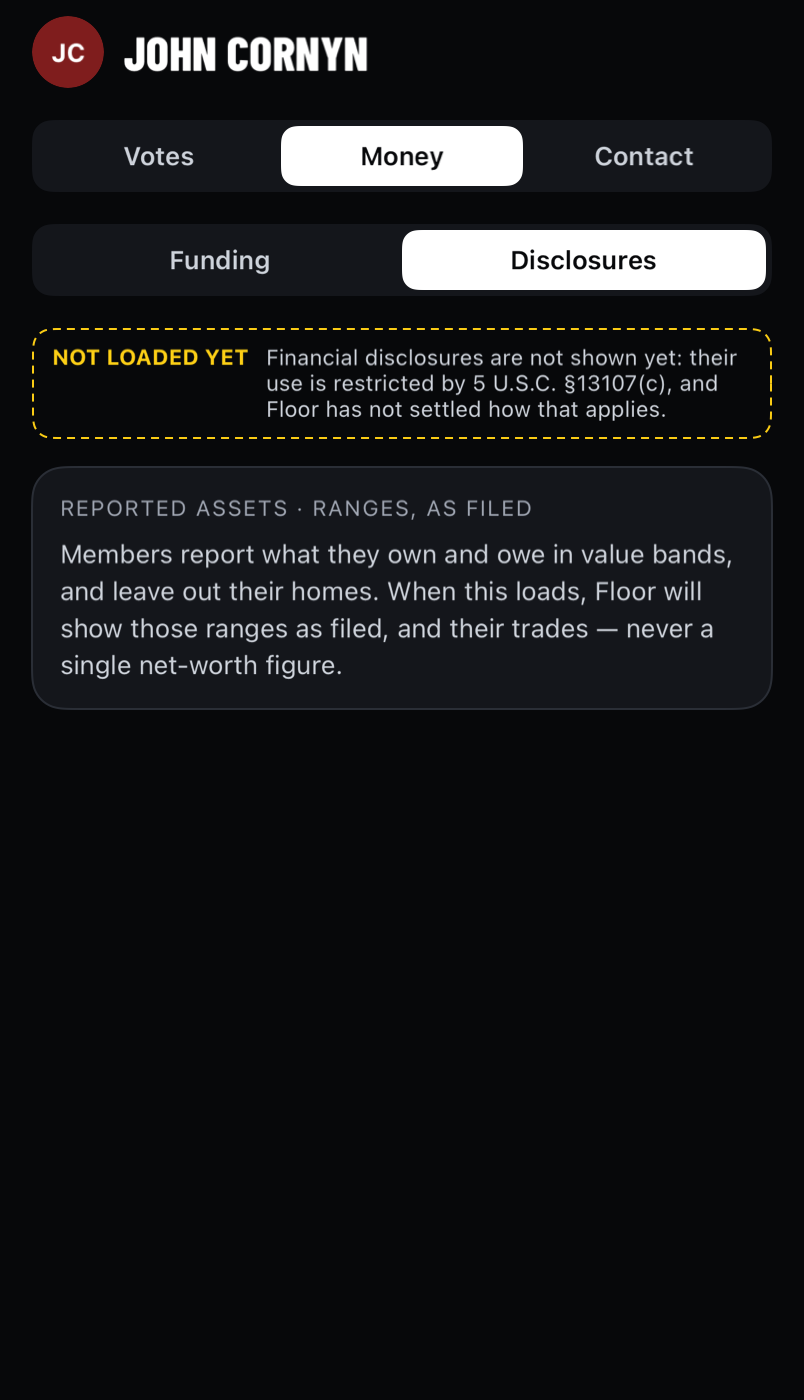 JC
JOHN CORNYN
Votes
Money
Contact
Funding
Disclosures
NOT LOADED YET
Financial disclosures are not shown yet: their
use is restricted by 5 U.S.C. §13107(c), and
Floor has not settled how that applies.
REPORTED ASSETS · RANGES, AS FILED
Members report what they own and owe in value bands,
and leave out their homes. When this loads, Floor will
show those ranges as filed, and their trades — never a
single net-worth figure.